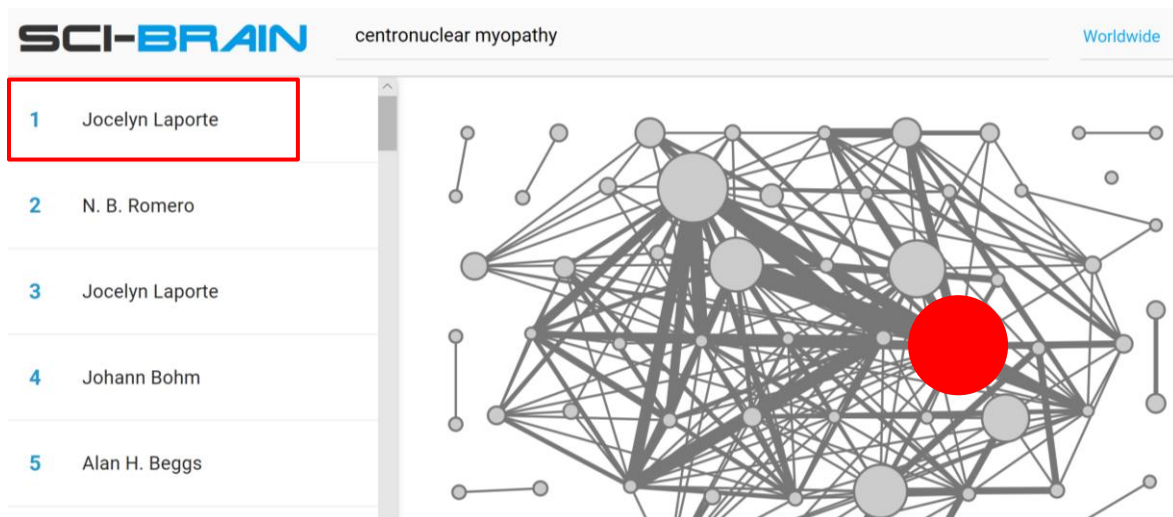 SCI-BRAIN
centronuclear myopathy
Worldwide
1 Jocelyn Laporte
2 N. B. Romero
3 Jocelyn Laporte
4 Johann Bohm
5 Alan H. Beggs